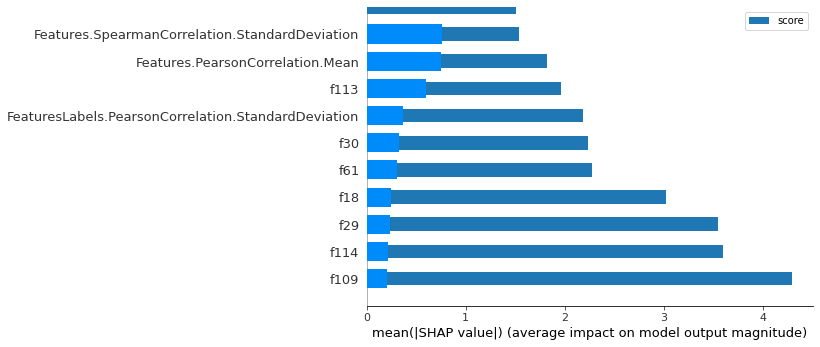 score
Features.SpearmanCorrelation.StandardDeviation
Features.PearsonCorrelation.Mean
f113
FeaturesLabels.PearsonCorrelation.StandardDeviation
f30
f61
f18
f29
f114
f109
0 1 2 3 4
mean(|SHAP value|) (average impact on model output magnitude)